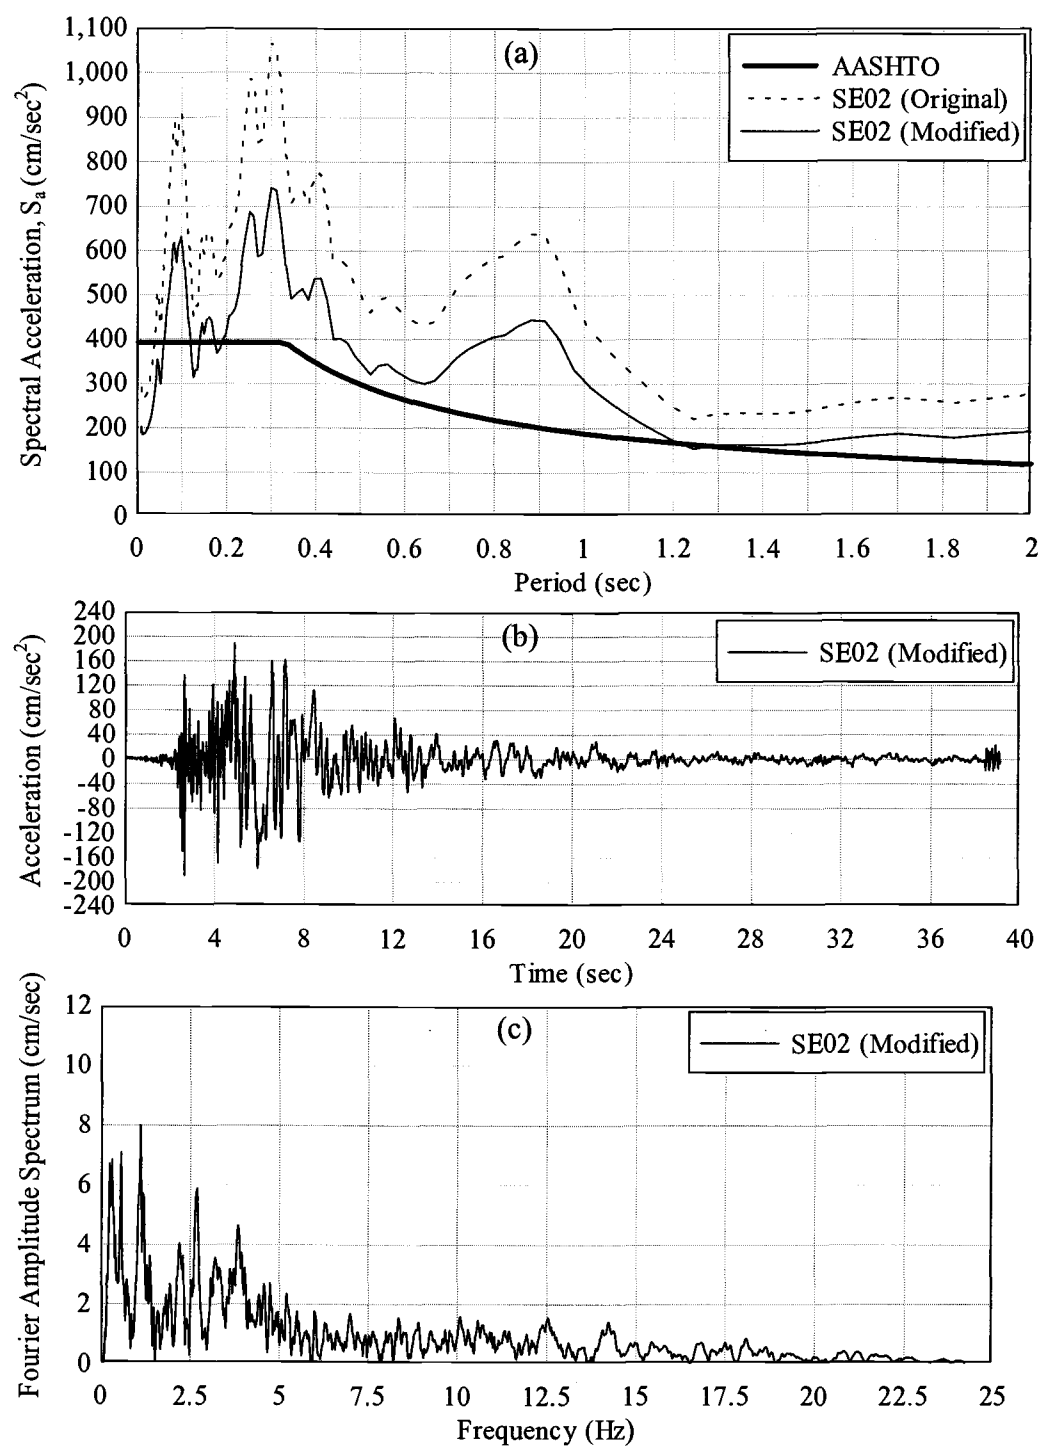 (a)
AASHTO
SE02 (Original)
SE02 (Modified)
Spectral Acceleration, Sₐ (cm/sec²)
1,100
1,000
900
800
700
600
500
400
300
200
100
0
0 0.2 0.4 0.6 0.8 1 1.2 1.4 1.6 1.8 2
Period (sec)
(b)
SE02 (Modified)
Acceleration (cm/sec²)
240
200
160
120
80
40
0
-40
-80
-120
-160
-200
-240
0 4 8 12 16 20 24 28 32 36 40
Time (sec)
(c)
SE02 (Modified)
Fourier Amplitude Spectrum (cm/sec)
12
10
8
6
4
2
0
0 2.5 5 7.5 10 12.5 15 17.5 20 22.5 25
Frequency (Hz)